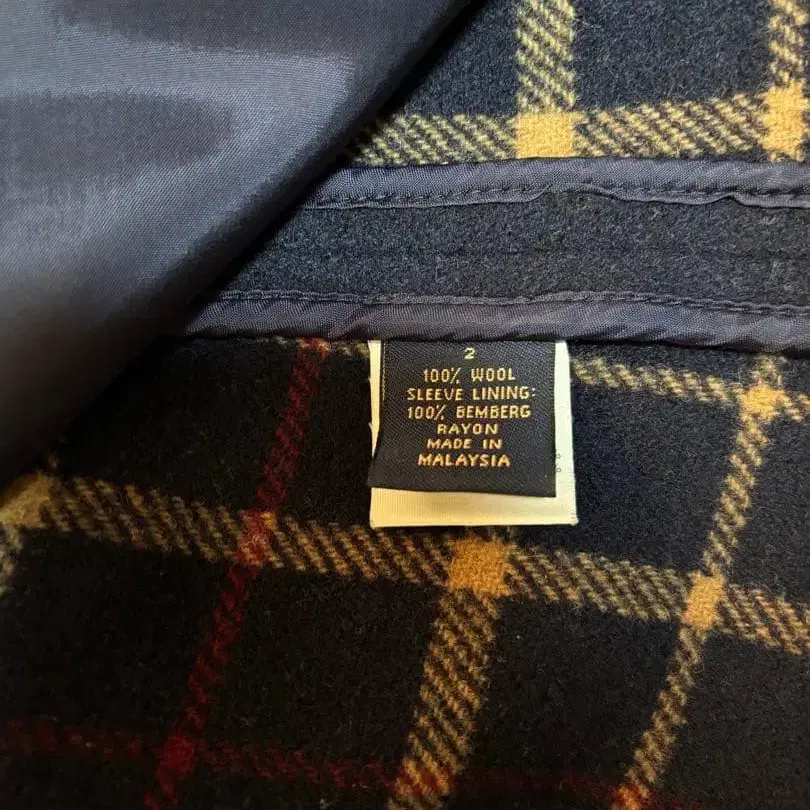 2
100% WOOL
SLEEVE LINING:
100% BEMBERG
RAYON
MADE IN
MALAYSIA